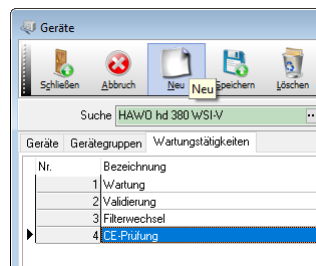 Geräte
Schließen Abbruch Neu Speichern Löschen
Neu
Suche HAWO hd 380 WSI-V
Geräte Gerätegruppen Wartungstätigkeiten
Nr. Bezeichnung
1 Wartung
2 Validierung
3 Filterwechsel
4 CE-Prüfung